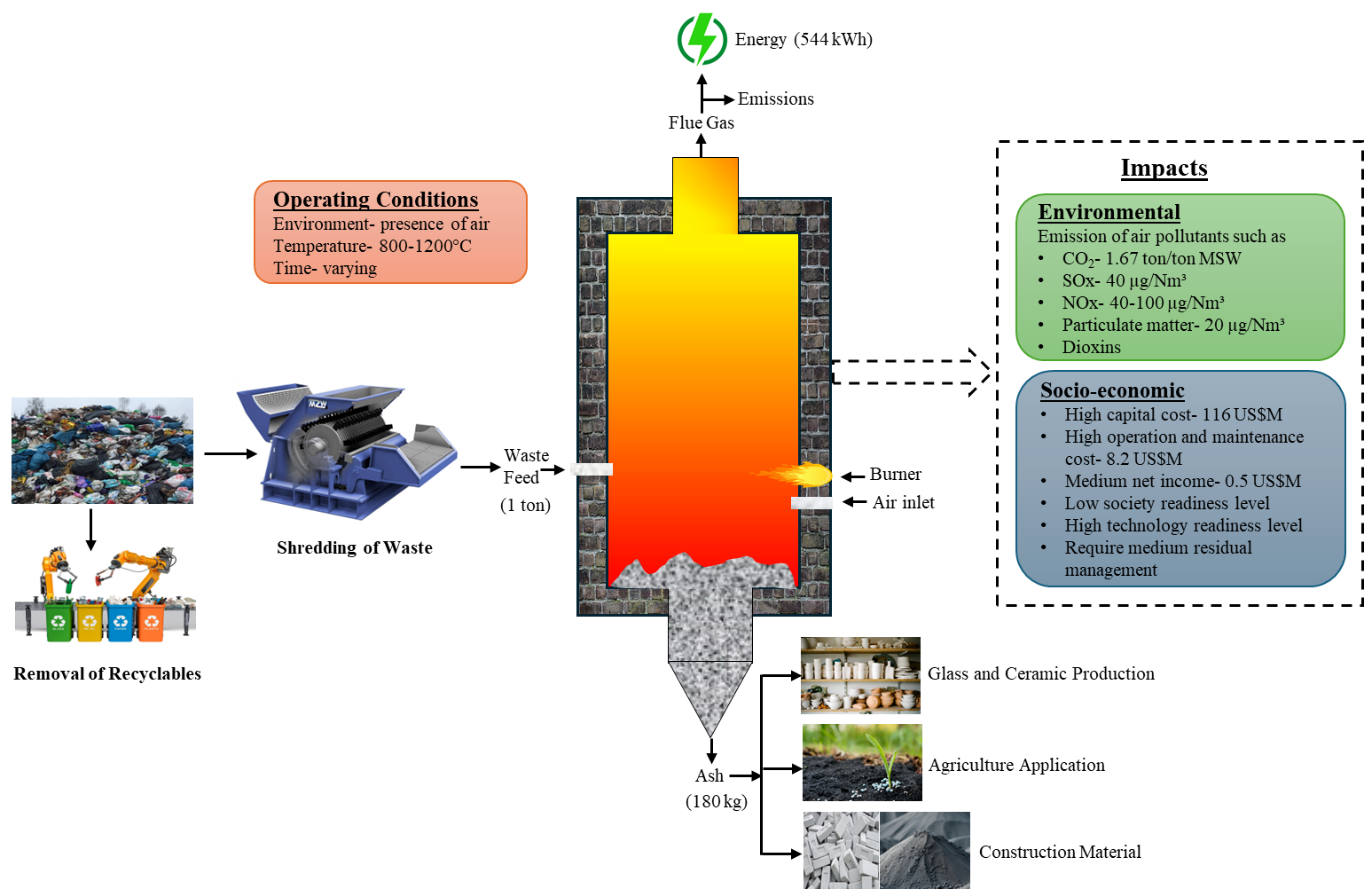 Energy (544 kWh)
Emissions
Flue Gas
Operating Conditions
Environment- presence of air
Temperature- 800-1200°C
Time- varying
Waste
Feed
(1 ton)
Shredding of Waste
Removal of Recyclables
Burner
Air inlet
Ash
(180 kg)
Glass and Ceramic Production
Agriculture Application
Construction Material
Impacts
Environmental
Emission of air pollutants such as
• CO₂- 1.67 ton/ton MSW
• SOx- 40 µg/Nm³
• NOx- 40-100 µg/Nm³
• Particulate matter- 20 µg/Nm³
• Dioxins
Socio-economic
• High capital cost- 116 US$M
• High operation and maintenance
cost- 8.2 US$M
• Medium net income- 0.5 US$M
• Low society readiness level
• High technology readiness level
• Require medium residual
management